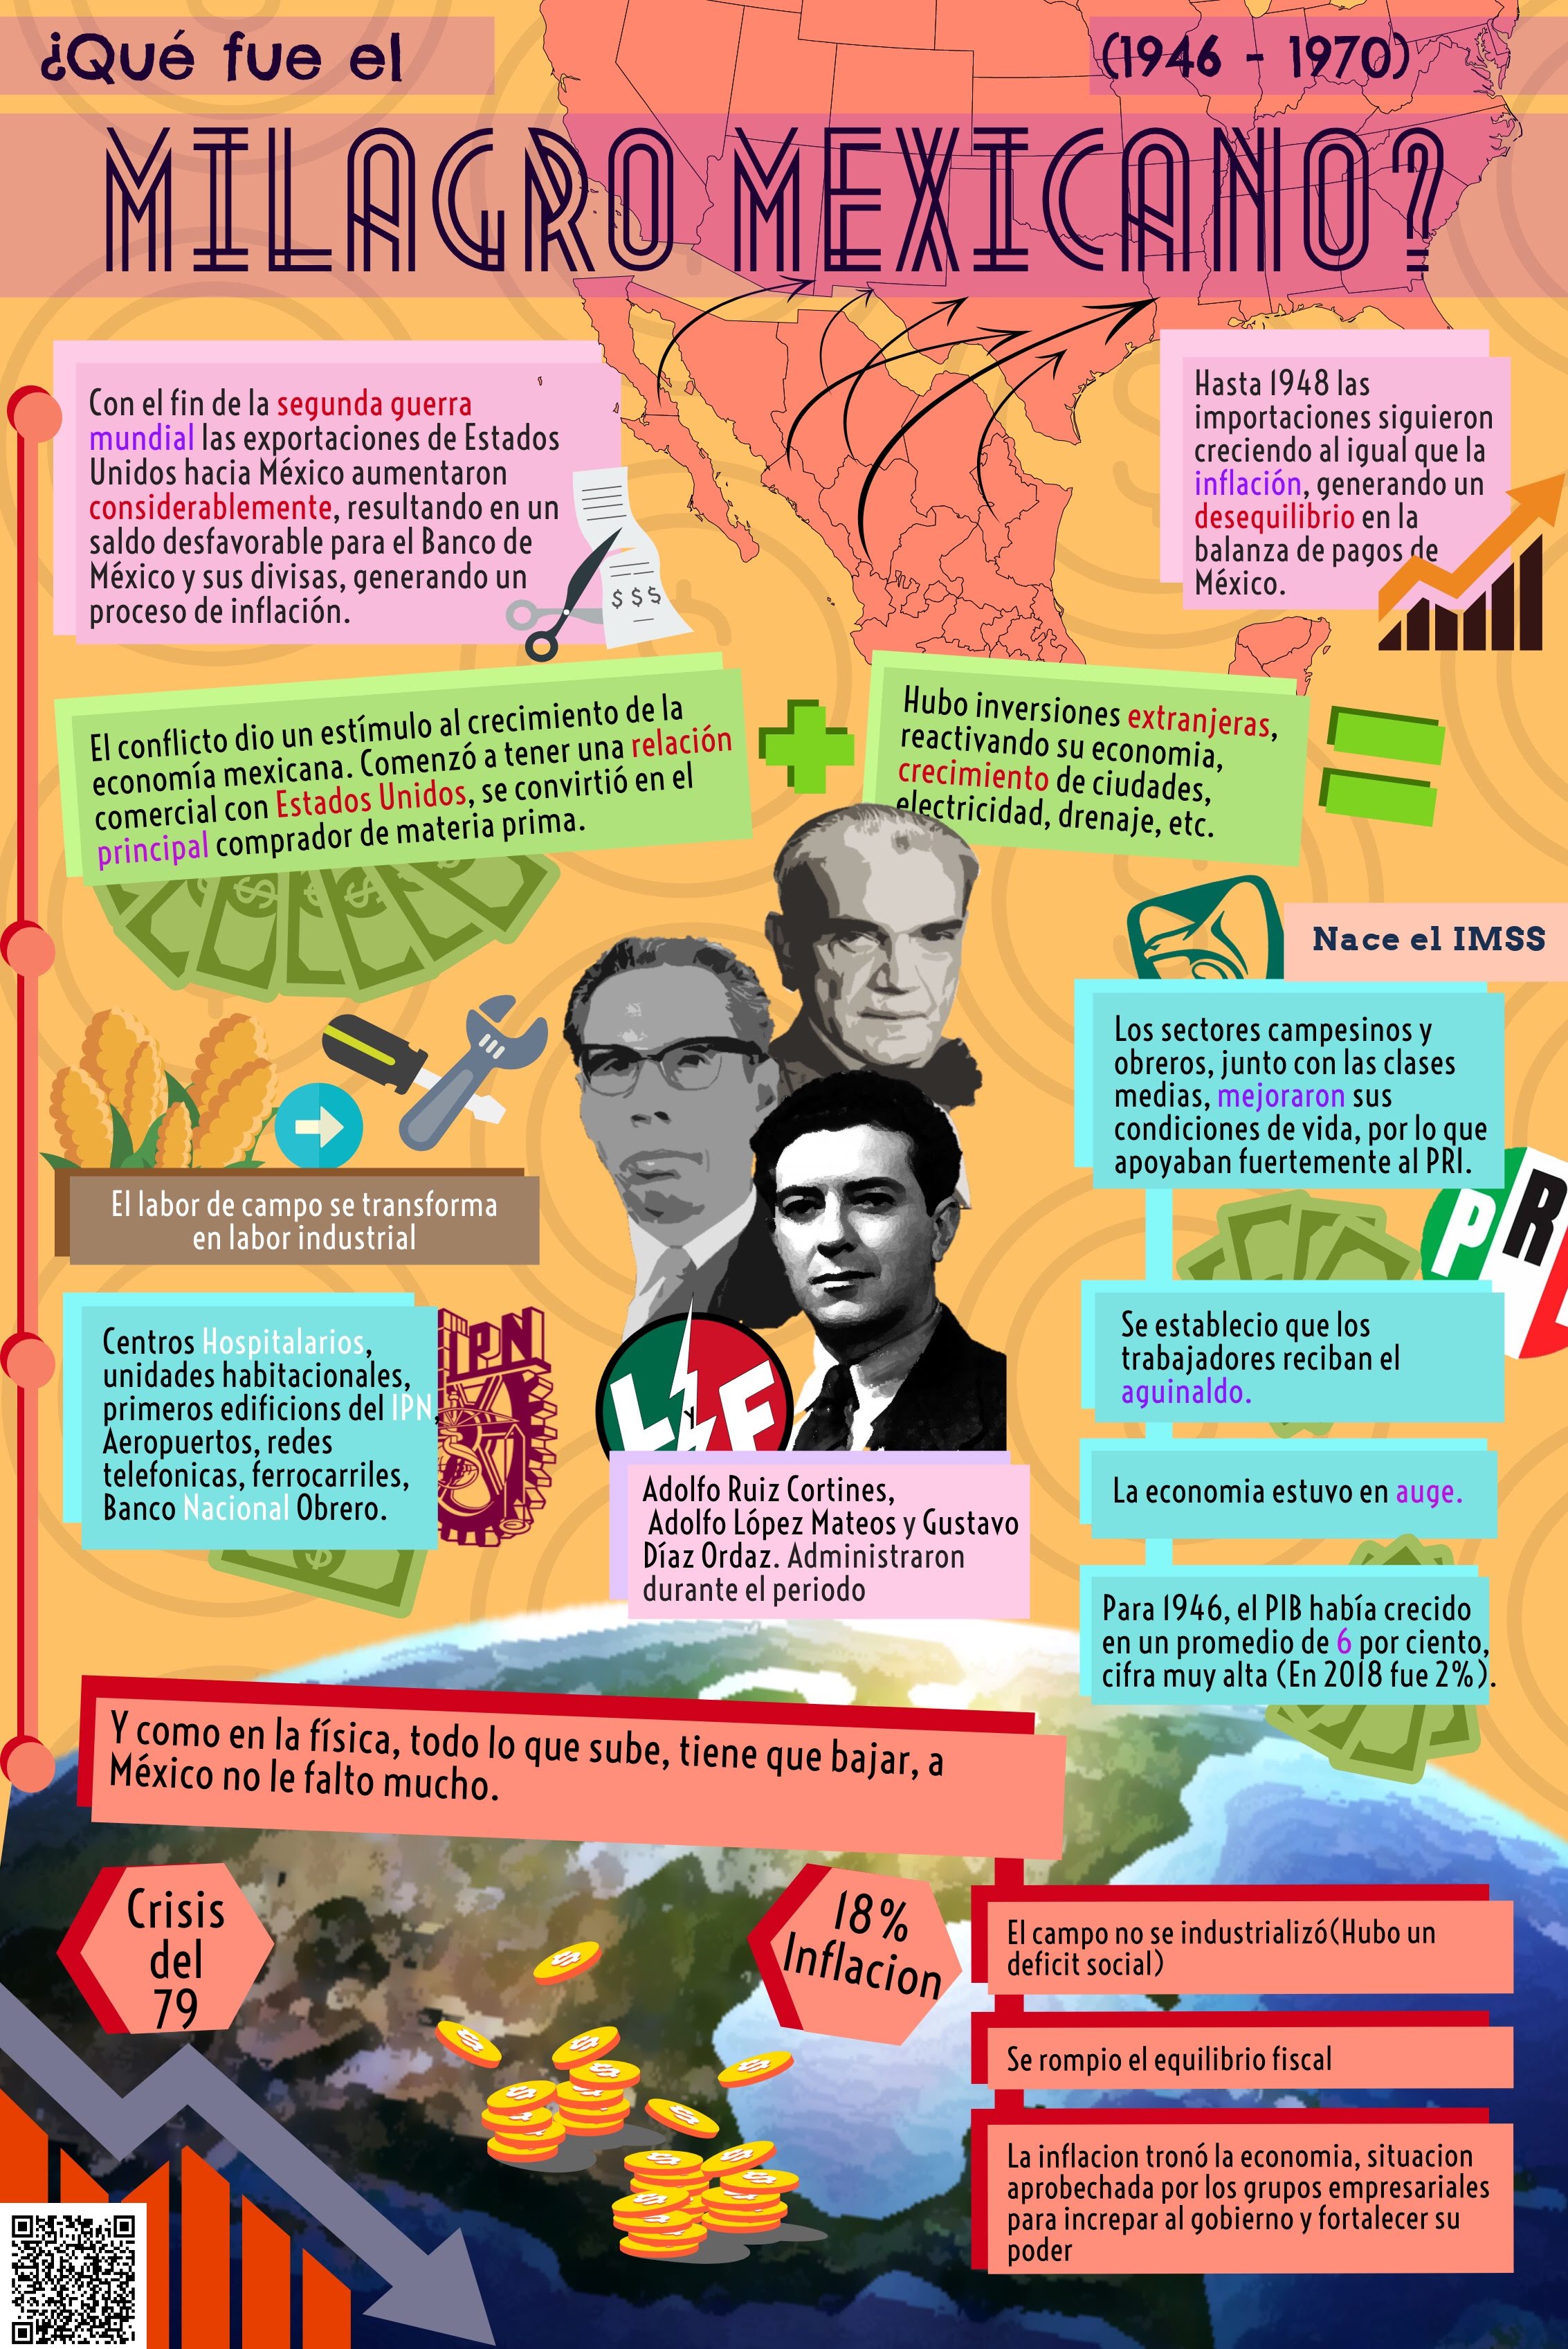 ¿Qué fue el
(1946 - 1970)
MILAGRO MEXICANO?
Con el fin de la segunda guerra
mundial las exportaciones de Estados
Unidos hacia México aumentaron
considerablemente, resultando en un
saldo desfavorable para el Banco de
México y sus divisas, generando un
proceso de inflación.
$ $ $
Hasta 1948 las
importaciones siguieron
creciendo al igual que la
inflación, generando un
desequilibrio en la
balanza de pagos de
México.
El conflicto dio un estímulo al crecimiento de la
economía mexicana. Comenzó a tener una relación
comercial con Estados Unidos, se convirtió en el
principal comprador de materia prima.
Hubo inversiones extranjeras,
reactivando su economia,
crecimiento de ciudades,
electricidad, drenaje, etc.
Nace el IMSS
Los sectores campesinos y
obreros, junto con las clases
medias, mejoraron sus
condiciones de vida, por lo que
apoyaban fuertemente al PRI.
PRI
El labor de campo se transforma
en labor industrial
Centros Hospitalarios,
unidades habitacionales,
primeros edificions del IPN,
Aeropuertos, redes
telefonicas, ferrocarriles,
Banco Nacional Obrero.
IPN
L y F
Adolfo Ruiz Cortines,
Adolfo López Mateos y Gustavo
Díaz Ordaz. Administraron
durante el periodo
Se establecio que los
trabajadores reciban el
aguinaldo.
La economia estuvo en auge.
Para 1946, el PIB había crecido
en un promedio de 6 por ciento,
cifra muy alta (En 2018 fue 2%).
Y como en la física, todo lo que sube, tiene que bajar, a
México no le falto mucho.
Crisis
del
79
18%
Inflacion
El campo no se industrializó(Hubo un
deficit social)
Se rompio el equilibrio fiscal
La inflacion tronó la economia, situacion
aprobechada por los grupos empresariales
para increpar al gobierno y fortalecer su
poder